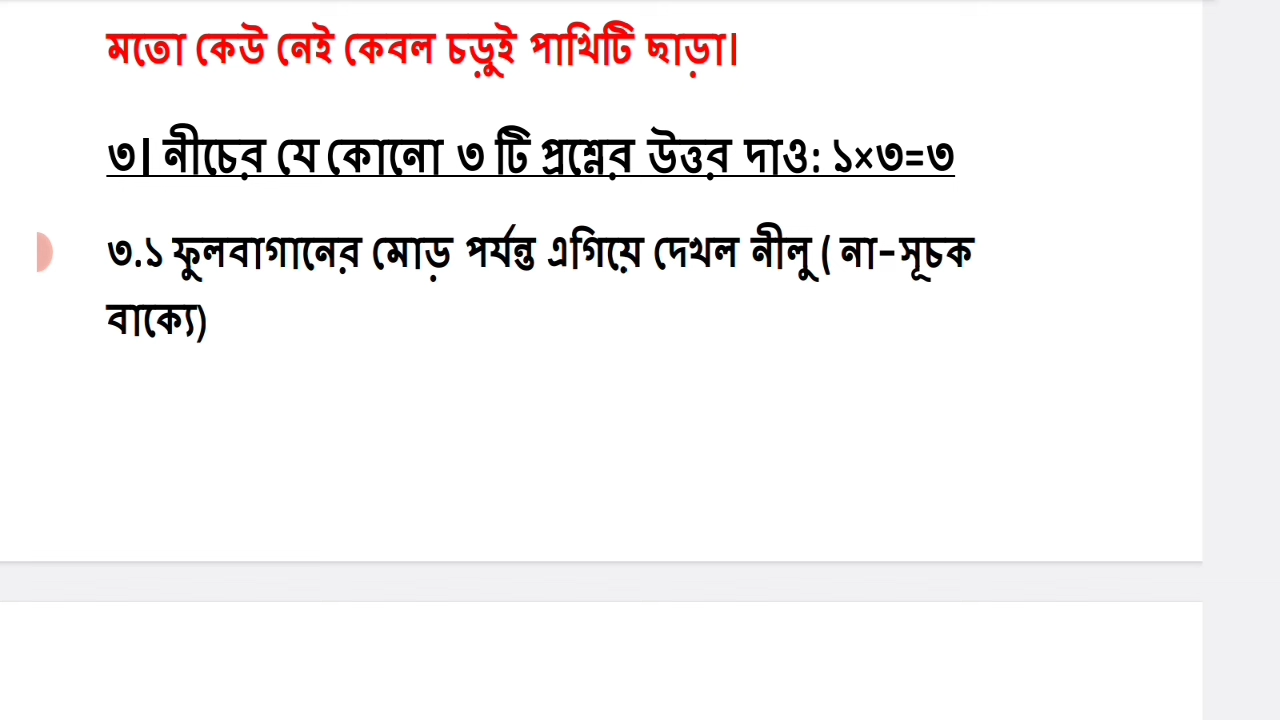 মতো কেউ নেই কেবল চড়ুই পাখিটি ছাড়া।
৩। নীচের যে কোনো ৩ টি প্রশ্নের উত্তর দাও: ১×৩=৩
৩.১ ফুলবাগানের মোড় পর্যন্ত এগিয়ে দেখল নীলু ( না-সূচক
বাক্যে)